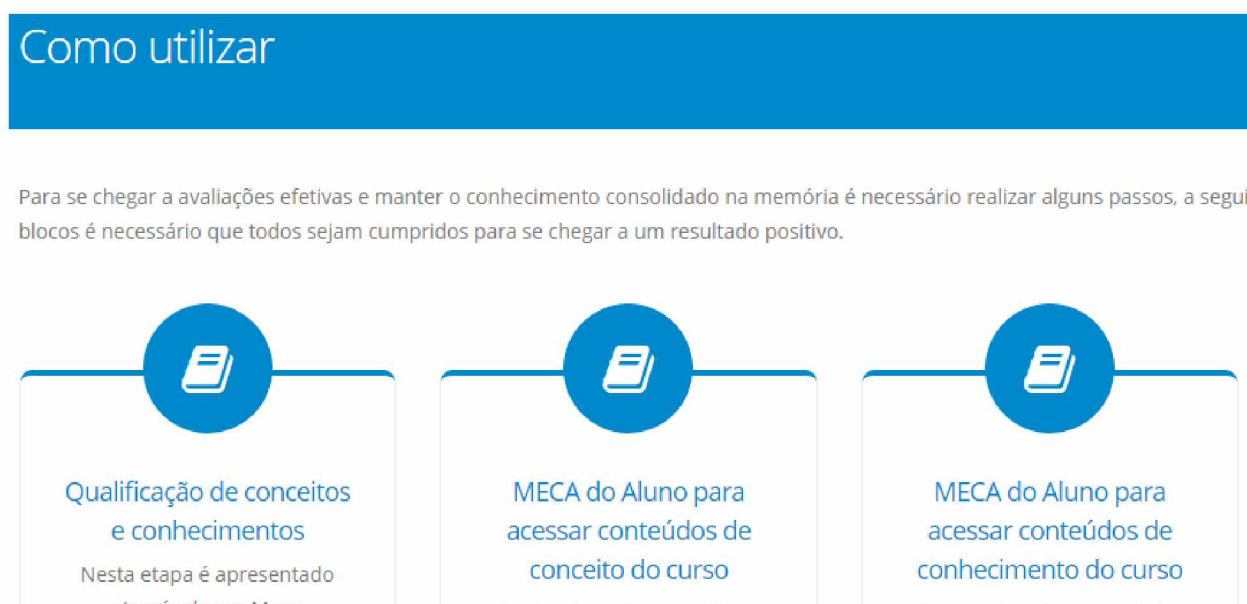 Como utilizar
Para se chegar a avaliações efetivas e manter o conhecimento consolidado na memória é necessário realizar alguns passos, a
blocos é necessário que todos sejam cumpridos para se chegar a um resultado positivo.
Qualificação de conceitos
e conhecimentos
Nesta etapa é apresentado
MECA do Aluno para
acessar conteúdos de
conceito do curso
MECA do Aluno para
acessar conteúdos de
conhecimento do curso